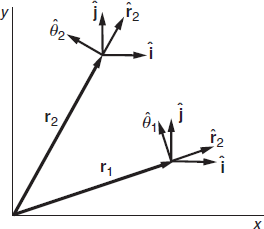 y
ĵ
r̂₂
θ̂₂
î
r₂
θ̂₁
ĵ
r̂₂
r₁
î
x